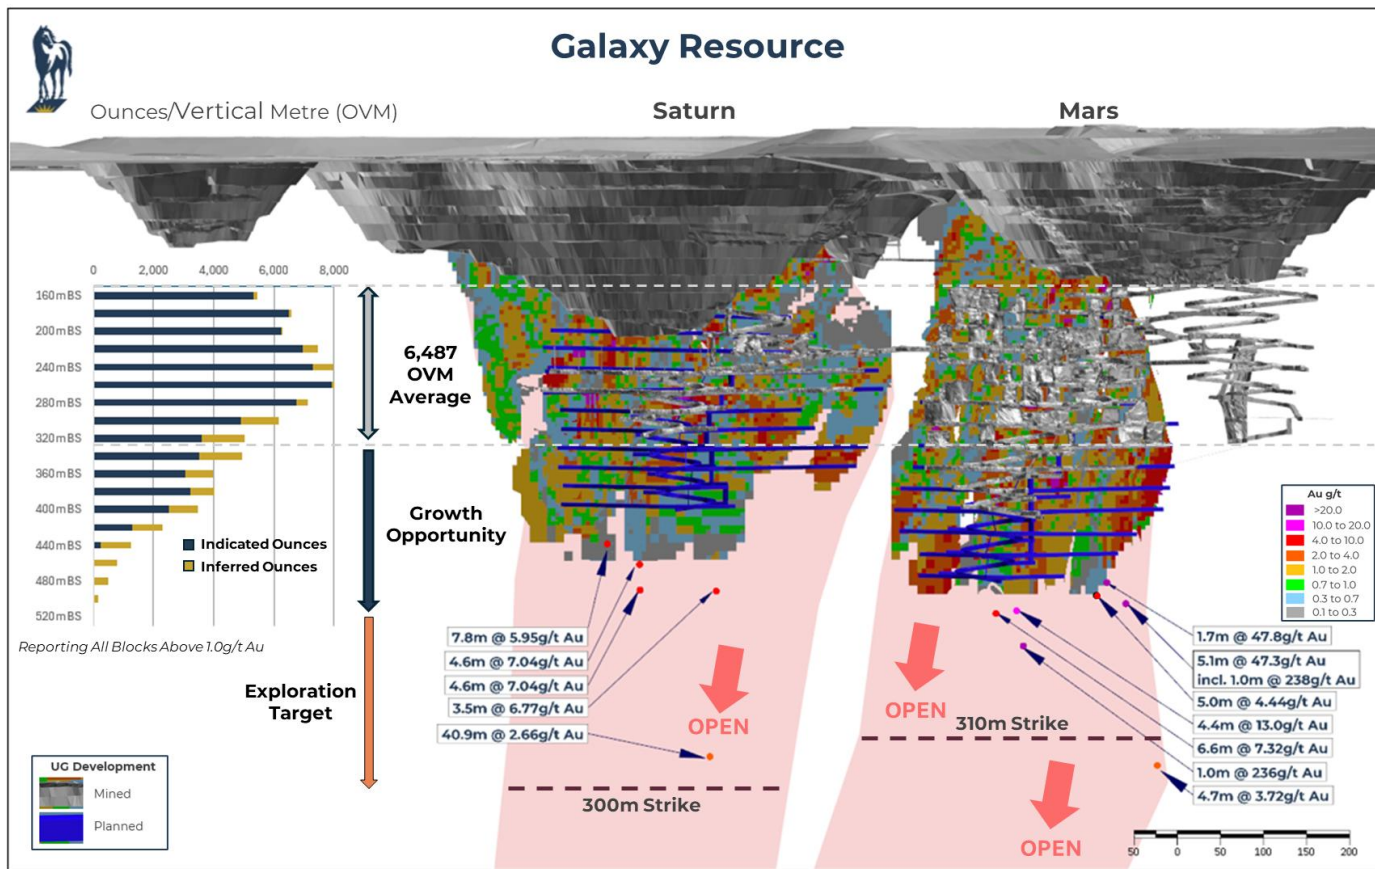 Galaxy Resource
Ounces/Vertical Metre (OVM)
Saturn
Mars
0
2,000
4,000
6,000
8,000
160mBS
200mBS
240mBS
280mBS
320mBS
360mBS
400mBS
440mBS
480mBS
520mBS
Indicated Ounces
Inferred Ounces
Reporting All Blocks Above 1.0g/t Au
6,487
OVM
Average
Growth
Opportunity
Exploration
Target
UG Development
Mined
Planned
7.8m @ 5.95g/t Au
4.6m @ 7.04g/t Au
4.6m @ 7.04g/t Au
3.5m @ 6.77g/t Au
40.9m @ 2.66g/t Au
OPEN
300m Strike
OPEN
310m Strike
OPEN
Au g/t
>20.0
10.0 to 20.0
4.0 to 10.0
2.0 to 4.0
1.0 to 2.0
0.7 to 1.0
0.3 to 0.7
0.1 to 0.3
1.7m @ 47.8g/t Au
5.1m @ 47.3g/t Au
incl. 1.0m @ 238g/t Au
5.0m @ 4.44g/t Au
4.4m @ 13.0g/t Au
6.6m @ 7.32g/t Au
1.0m @ 236g/t Au
4.7m @ 3.72g/t Au
50
0
50
100
150
200